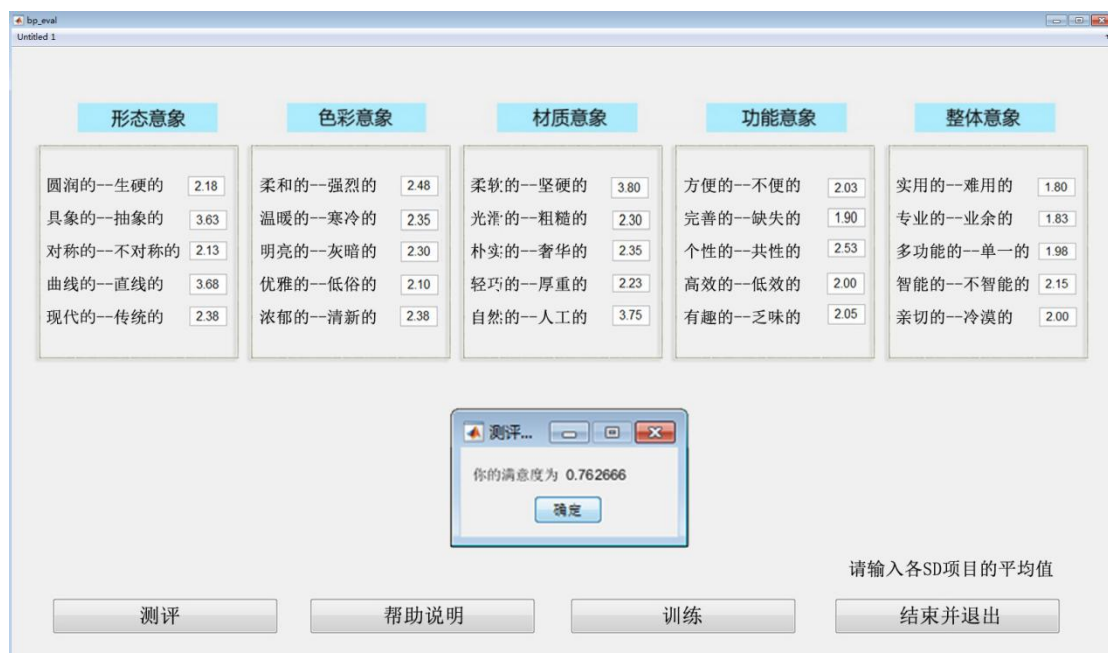 bp_eval
Untitled 1
形态意象 色彩意象 材质意象 功能意象 整体意象
圆润的--生硬的 2.18 柔和的--强烈的 2.48 柔软的--坚硬的 3.80 方便的--不便的 2.03 实用的--难用的 1.80
具象的--抽象的 3.63 温暖的--寒冷的 2.35 光滑的--粗糙的 2.30 完善的--缺失的 1.90 专业的--业余的 1.83
对称的--不对称的 2.13 明亮的--灰暗的 2.30 朴实的--奢华的 2.35 个性的--共性的 2.53 多功能的--单一的 1.98
曲线的--直线的 3.68 优雅的--低俗的 2.10 轻巧的--厚重的 2.23 高效的--低效的 2.00 智能的--不智能的 2.15
现代的--传统的 2.38 浓郁的--清新的 2.38 自然的--人工的 3.75 有趣的--乏味的 2.05 亲切的--冷漠的 2.00
测评...
你的满意度为 0.762666
确定
请输入各SD项目的平均值
测评 帮助说明 训练 结束并退出